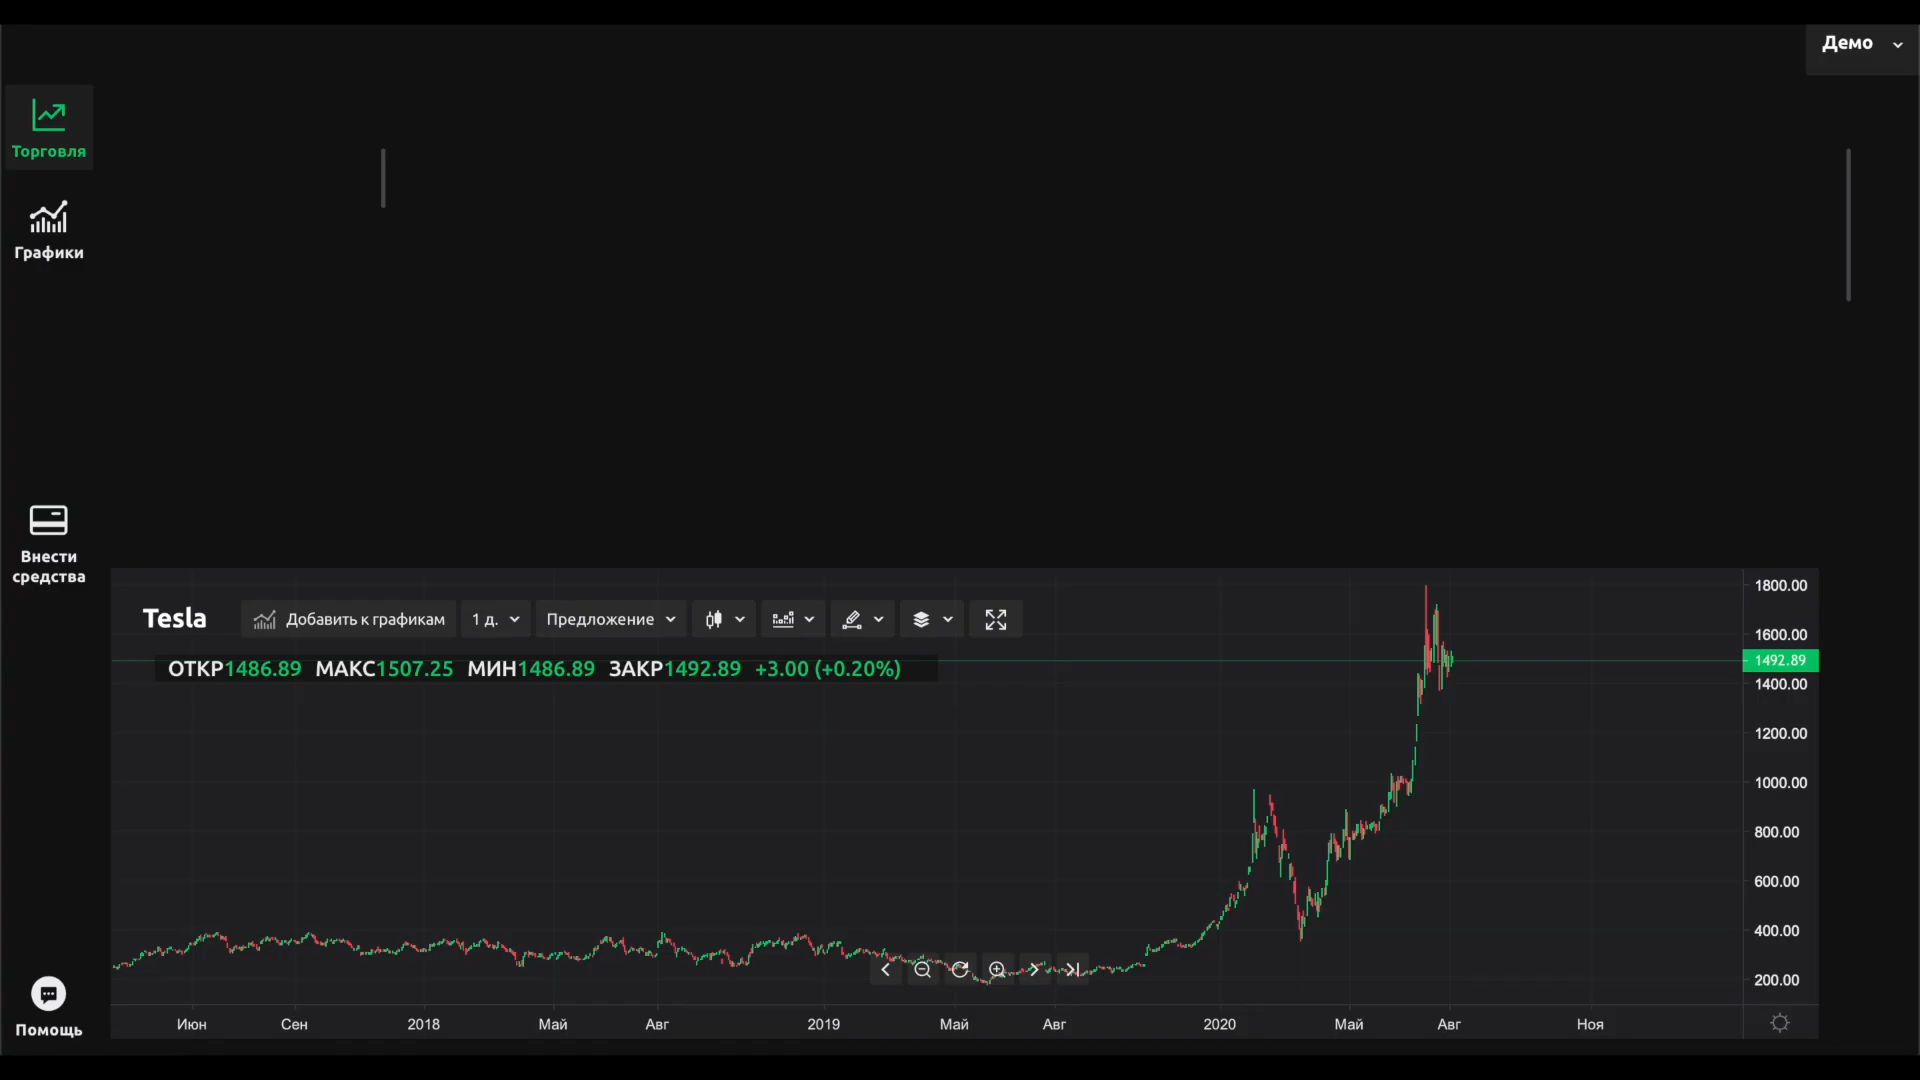 Демо
Торговля
Графики
Внести
средства
Помощь
Tesla Добавить к графикам 1 д. Предложение
ОТКР1486.89 МАКС1507.25 МИН1486.89 ЗАКР1492.89 +3.00 (+0.20%)
1800.00
1600.00
1492.89
1400.00
1200.00
1000.00
800.00
600.00
400.00
200.00
Июн Сен 2018 Май Авг 2019 Май Авг 2020 Май Авг Ноя